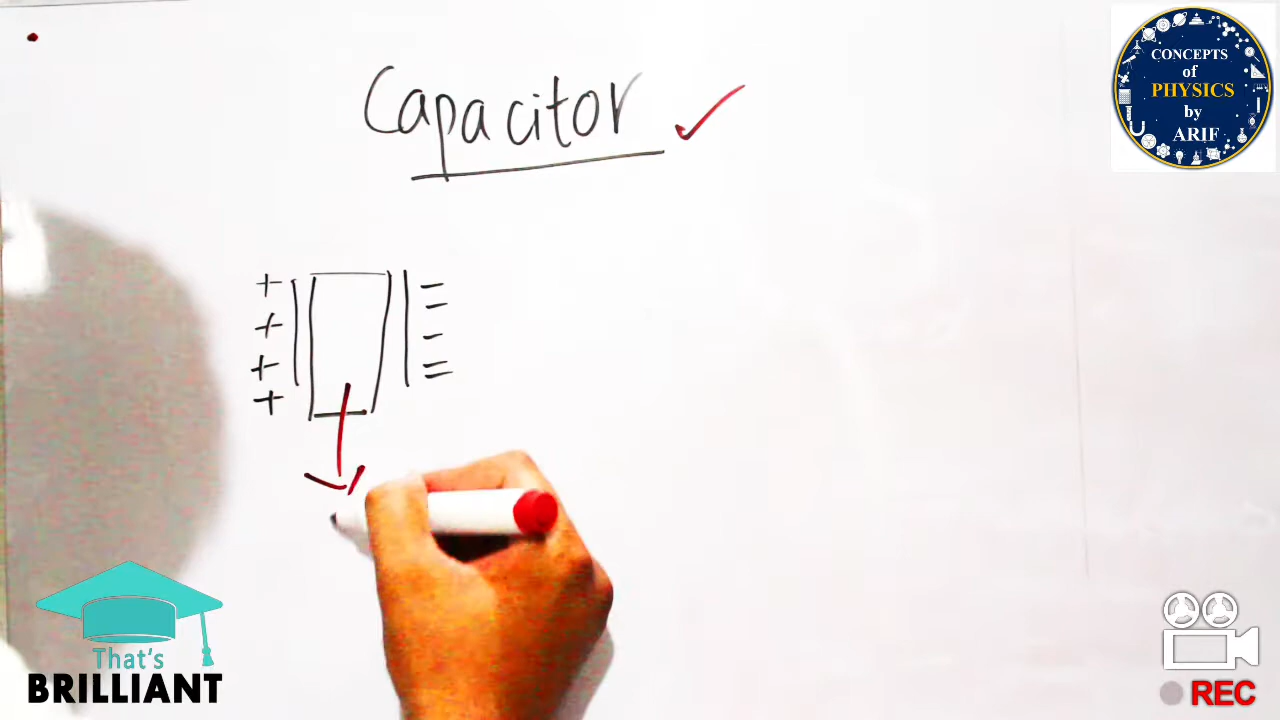 Capacitor ✓
CONCEPTS
of
PHYSICS
by
ARIF
+ -
+ -
+ -
+ =
That's
BRILLIANT
REC